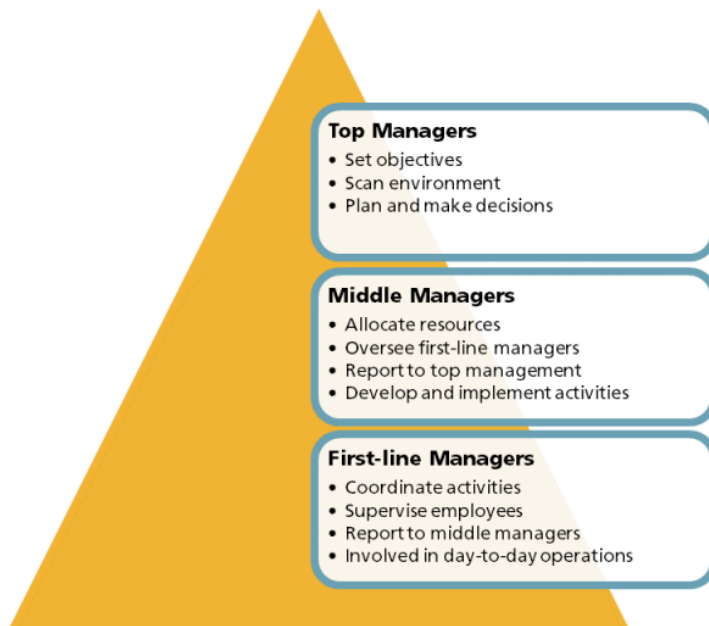 Top Managers
• Set objectives
• Scan environment
• Plan and make decisions
Middle Managers
• Allocate resources
• Oversee first-line managers
• Report to top management
• Develop and implement activities
First-line Managers
• Coordinate activities
• Supervise employees
• Report to middle managers
• Involved in day-to-day operations